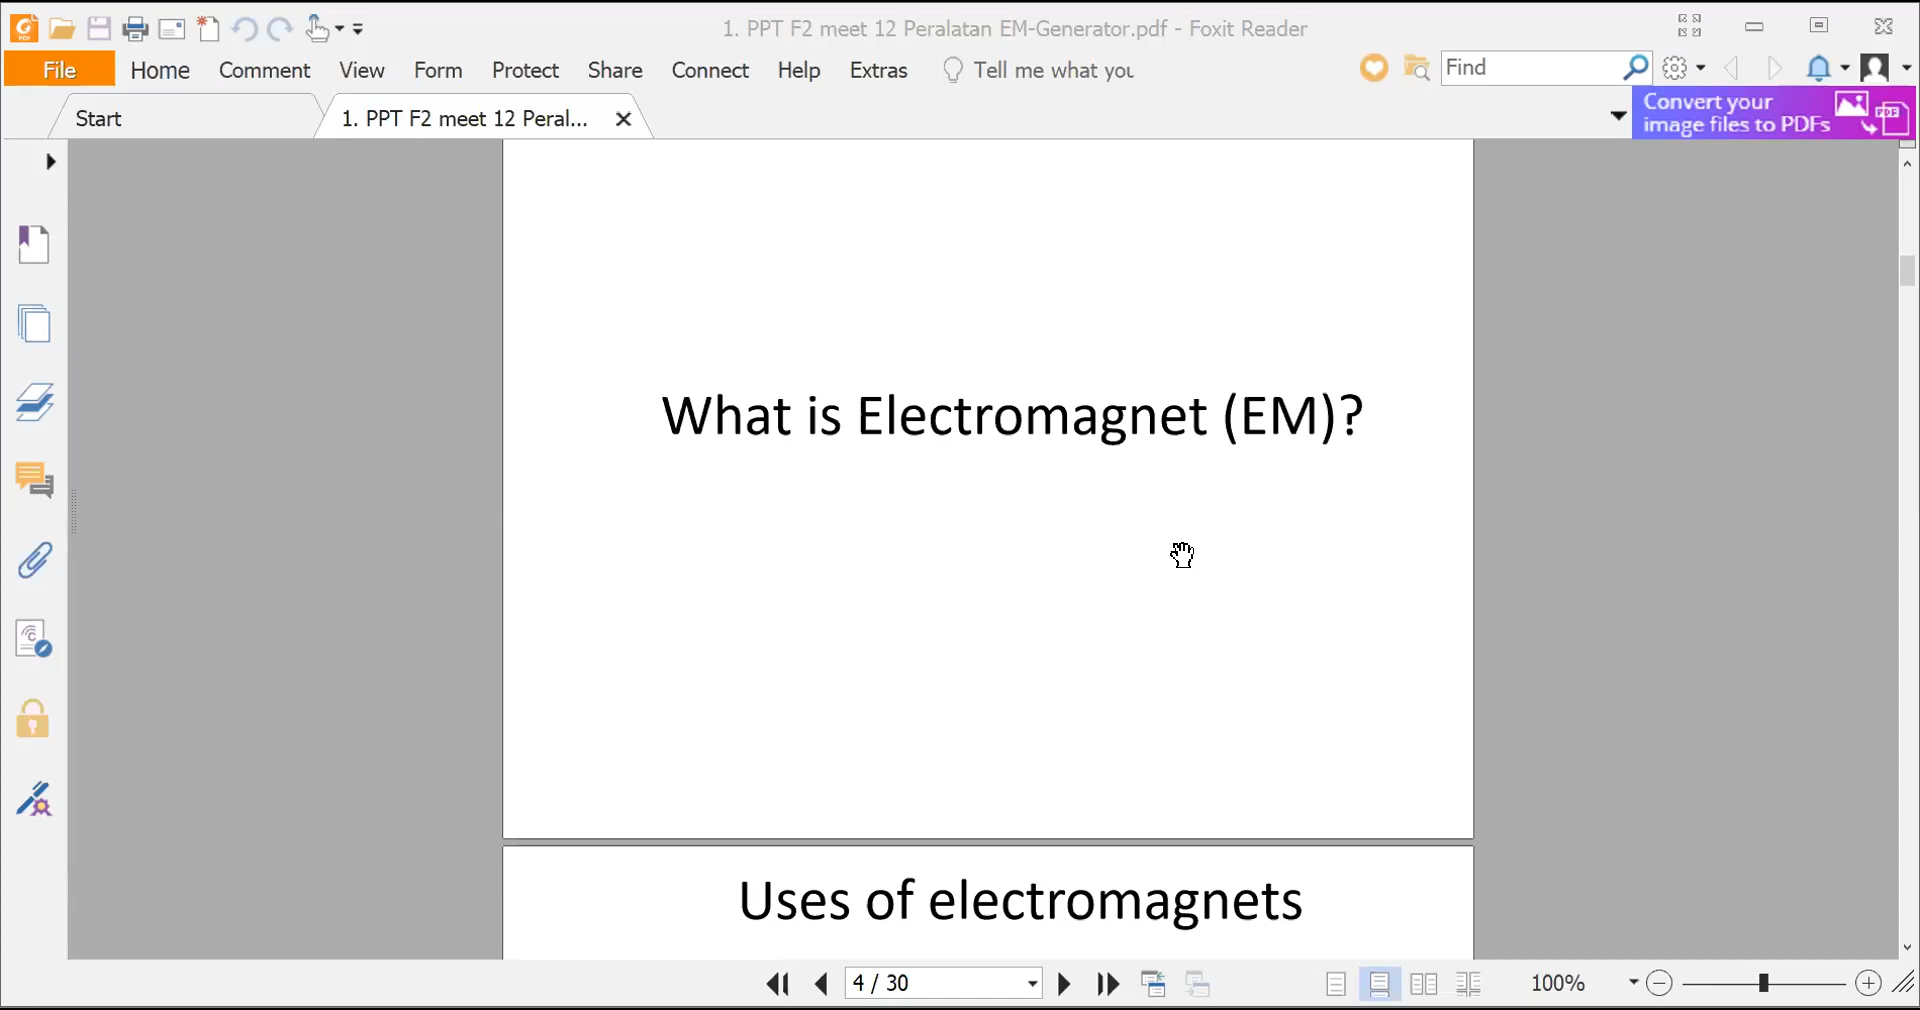 1. PPT F2 meet 12 Peralatan EM-Generator.pdf - Foxit Reader
File Home Comment View Form Protect Share Connect Help Extras Tell me what you Find
Start 1. PPT F2 meet 12 Peral...
Convert your
image files to PDFs
PDF
What is Electromagnet (EM)?
Uses of electromagnets
4 / 30 100%